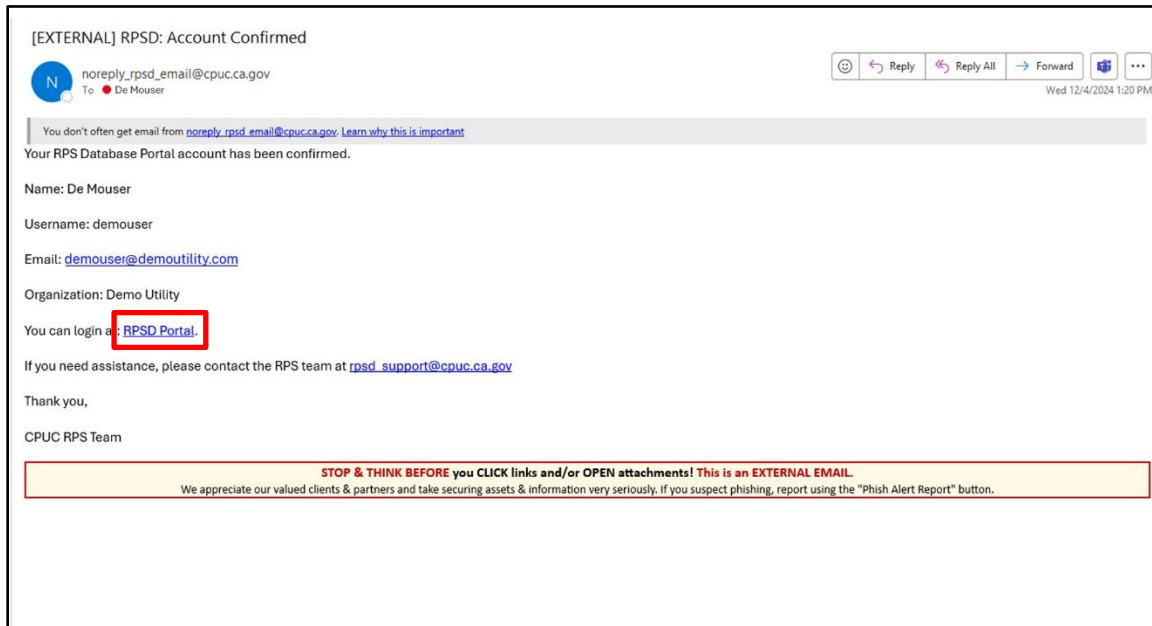 [EXTERNAL] RPSD: Account Confirmed
N
noreply_rpsd_email@cpuc.ca.gov
To De Mouser
Reply Reply All Forward
Wed 12/4/2024 1:20 PM
You don't often get email from noreply_rpsd_email@cpuc.ca.gov. Learn why this is important
Your RPS Database Portal account has been confirmed.
Name: De Mouser
Username: demouser
Email: demouser@demoutility.com
Organization: Demo Utility
You can login a: RPSD Portal.
If you need assistance, please contact the RPS team at rpsd_support@cpuc.ca.gov
Thank you,
CPUC RPS Team
STOP & THINK BEFORE you CLICK links and/or OPEN attachments! This is an EXTERNAL EMAIL.
We appreciate our valued clients & partners and take securing assets & information very seriously. If you suspect phishing, report using the "Phish Alert Report" button.